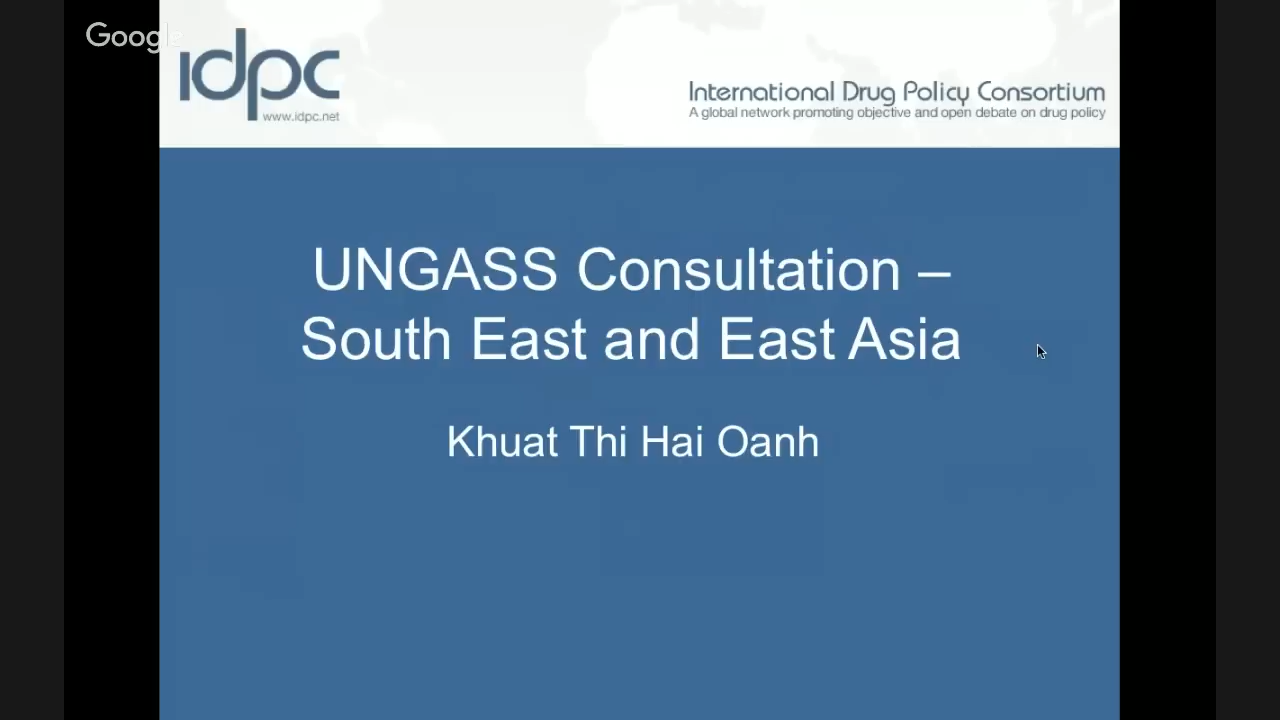 Google
idpc
www.idpc.net
International Drug Policy Consortium
A global network promoting objective and open debate on drug policy
UNGASS Consultation –
South East and East Asia
Khuat Thi Hai Oanh